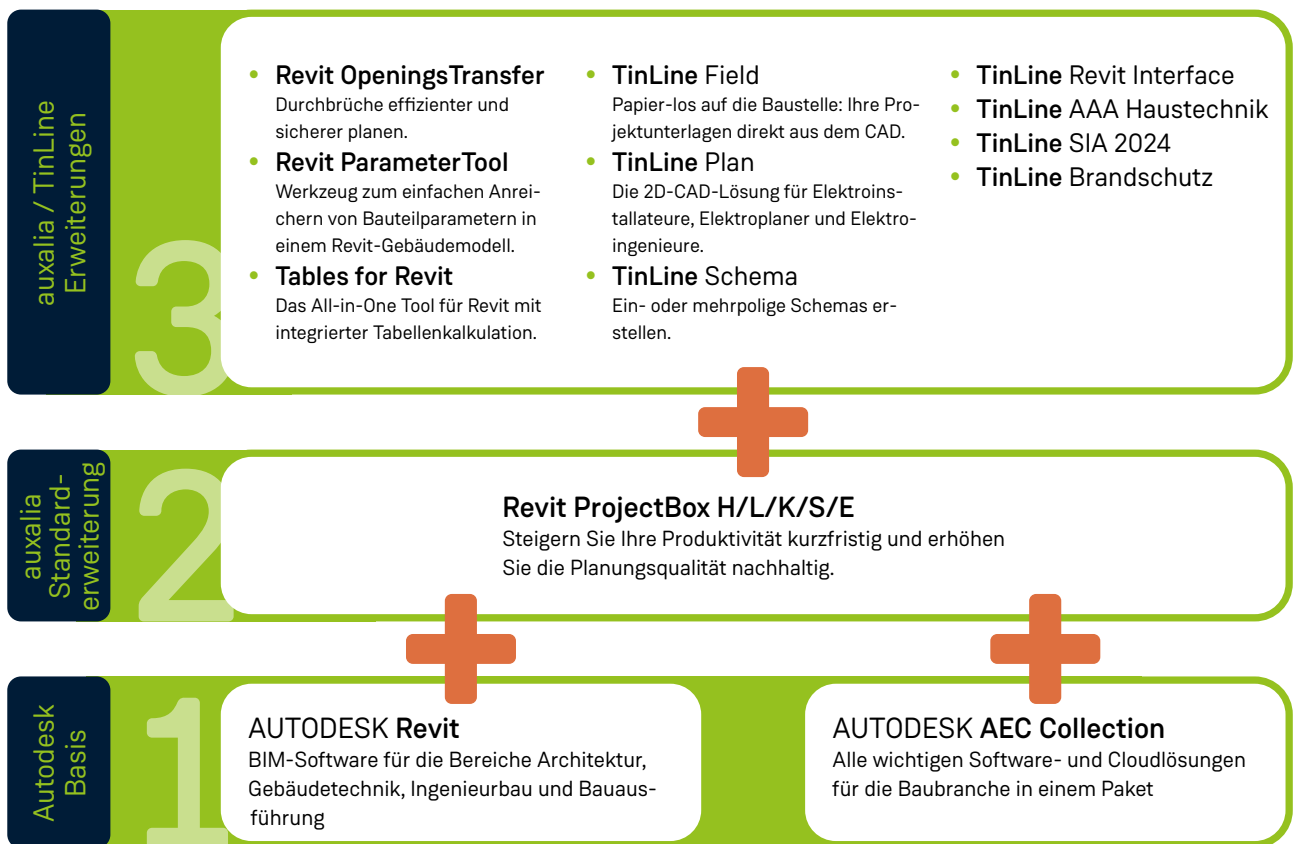 auxalia / TinLine
Erweiterungen
3
• Revit OpeningsTransfer
Durchbrüche effizienter und
sicherer planen.
• Revit ParameterTool
Werkzeug zum einfachen Anrei-
chern von Bauteilparametern in
einem Revit-Gebäudemodell.
• Tables for Revit
Das All-in-One Tool für Revit mit
integrierter Tabellenkalkulation.
• TinLine Field
Papier-los auf die Baustelle: Ihre Pro-
jektunterlagen direkt aus dem CAD.
• TinLine Plan
Die 2D-CAD-Lösung für Elektroins-
tallateure, Elektroplaner und Elektro-
ingenieure.
• TinLine Schema
Ein- oder mehrpolige Schemas er-
stellen.
• TinLine Revit Interface
• TinLine AAA Haustechnik
• TinLine SIA 2024
• TinLine Brandschutz
auxalia
Standard-
erweiterung
2
Revit ProjectBox H/L/K/S/E
Steigern Sie Ihre Produktivität kurzfristig und erhöhen
Sie die Planungsqualität nachhaltig.
Autodesk
Basis
1
AUTODESK Revit
BIM-Software für die Bereiche Architektur,
Gebäudetechnik, Ingenieurbau und Bauaus-
führung
AUTODESK AEC Collection
Alle wichtigen Software- und Cloudlösungen
für die Baubranche in einem Paket